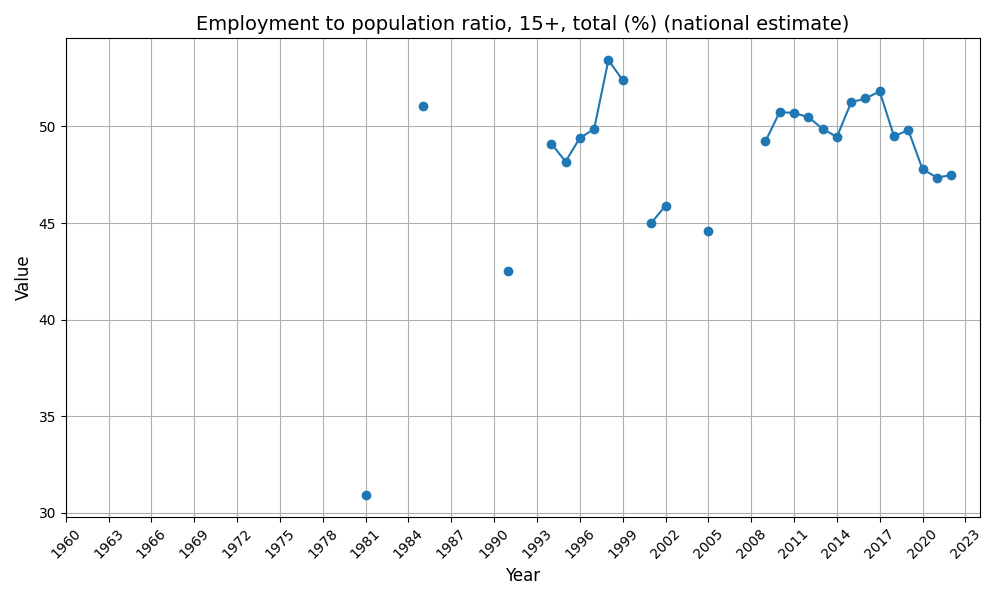 Employment to population ratio, 15+, total (%) (national estimate)
Value
50
45
40
35
30
1960 1963 1966 1969 1972 1975 1978 1981 1984 1987 1990 1993 1996 1999 2002 2005 2008 2011 2014 2017 2020 2023
Year